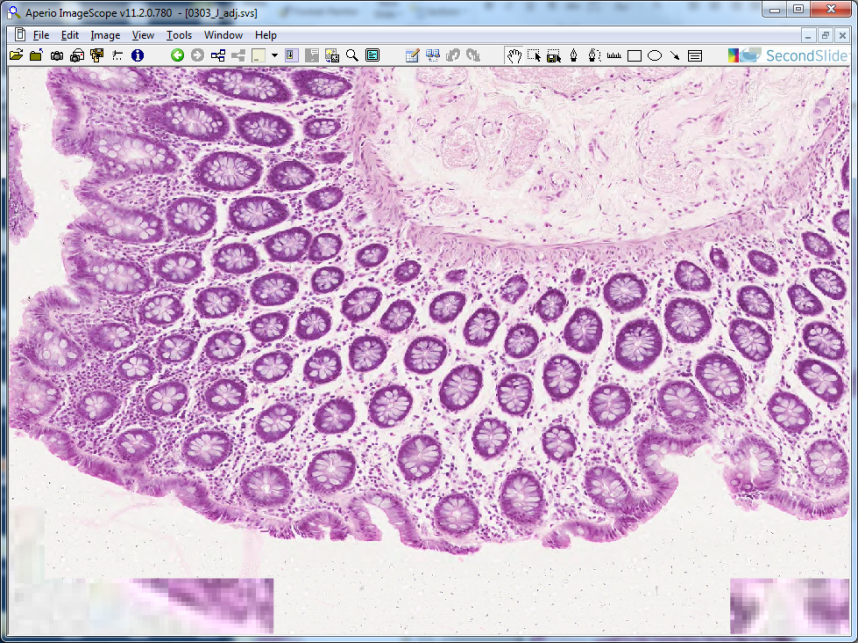 Aperio ImageScope v11.2.0.780 - [0303_J_adj.svs]
File Edit Image View Tools Window Help
SecondSlide